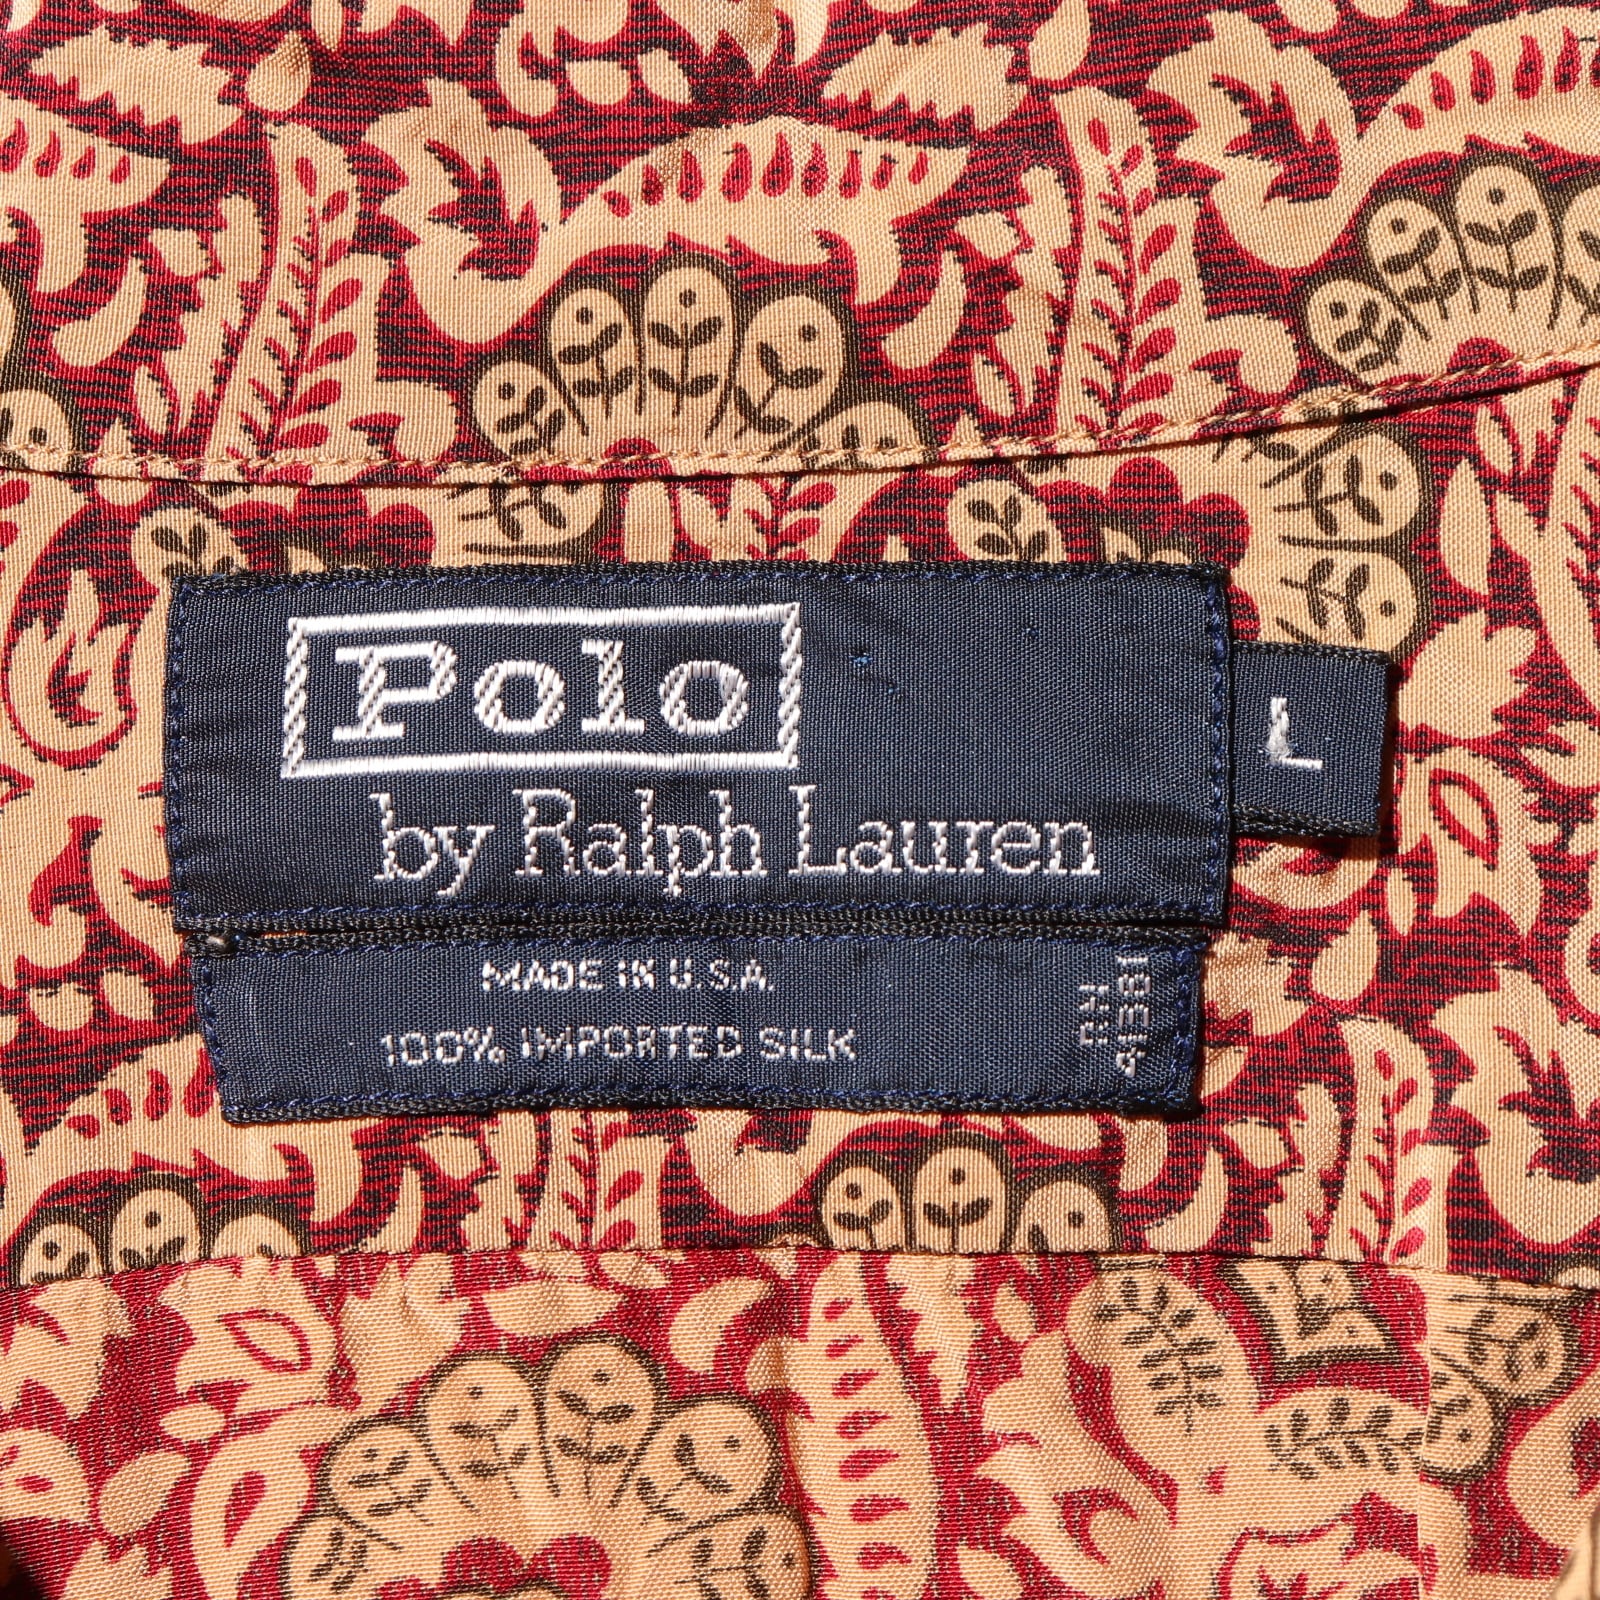 Polo
by Ralph Lauren
L
MADE IN U.S.A.
100% IMPORTED SILK
RN
41381